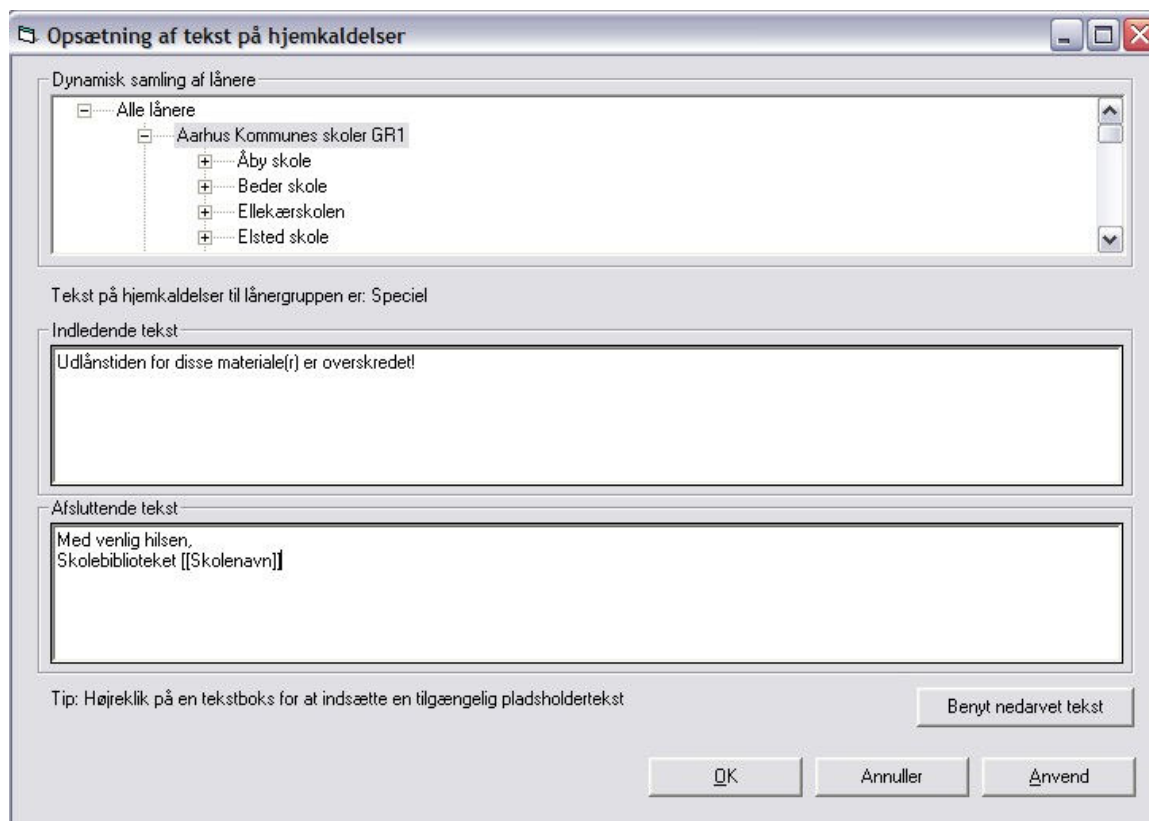 Opsætning af tekst på hjemkaldelser
Dynamisk samling af lånere
Alle lånere
Aarhus Kommunes skoler GR1
Åby skole
Beder skole
Ellekærskolen
Elsted skole
Tekst på hjemkaldelser til lånergruppen er: Speciel
Indledende tekst
Udlånstiden for disse materiale(r) er overskredet!
Afsluttende tekst
Med venlig hilsen,
Skolebiblioteket [[Skolenavn]]
Tip: Højreklik på en tekstboks for at indsætte en tilgængelig pladsholdertekst
Benyt nedarvet tekst
OK Annuller Anvend